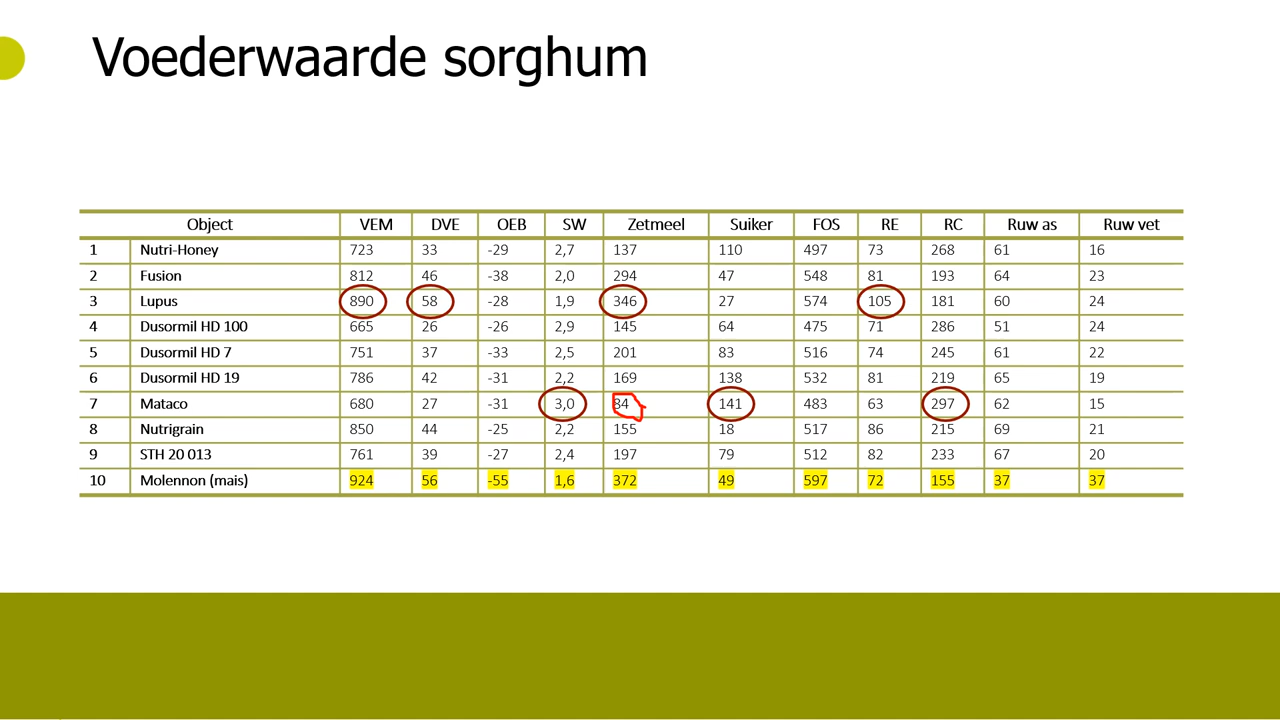 Voederwaarde sorghum
Object VEM DVE OEB SW Zetmeel Suiker FOS RE RC Ruw as Ruw vet
1 Nutri-Honey 723 33 -29 2,7 137 110 497 73 268 61 16
2 Fusion 812 46 -38 2,0 294 47 548 81 193 64 23
3 Lupus 890 58 -28 1,9 346 27 574 105 181 60 24
4 Dusormil HD 100 665 26 -26 2,9 145 64 475 71 286 51 24
5 Dusormil HD 7 751 37 -33 2,5 201 83 516 74 245 61 22
6 Dusormil HD 19 786 42 -31 2,2 169 138 532 81 219 65 19
7 Mataco 680 27 -31 3,0 84 141 483 63 297 62 15
8 Nutrigrain 850 44 -25 2,2 155 18 517 86 215 69 21
9 STH 20 013 761 39 -27 2,4 197 79 512 82 233 67 20
10 Molennon (mais) 924 56 -55 1,6 372 49 597 72 155 37 37